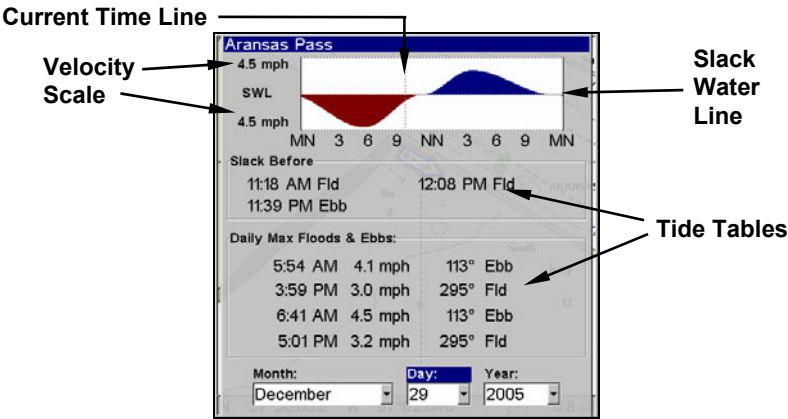 Current Time Line
Aransas Pass
Velocity
Scale
4.5 mph
SWL
4.5 mph
MN 3 6 9 NN 3 6 9 MN
Slack
Water
Line
Slack Before
11:18 AM Fld 12:08 PM Fld
11:39 PM Ebb
Tide Tables
Daily Max Floods & Ebbs:
5:54 AM 4.1 mph 113° Ebb
3:59 PM 3.0 mph 295° Fld
6:41 AM 4.5 mph 113° Ebb
5:01 PM 3.2 mph 295° Fld
South
13
Month: Day: Year:
December 29 2005